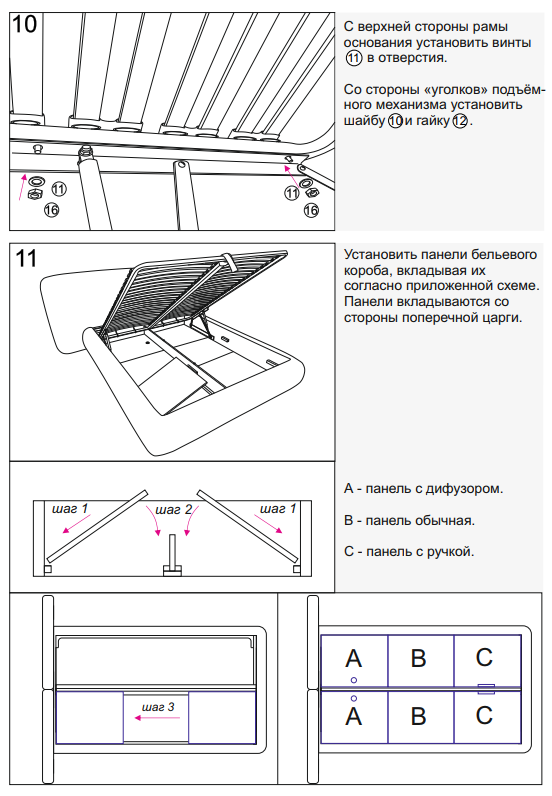 10
С верхней стороны рамы
основания установить винты
11 в отверстия.
Со стороны «уголков» подъём-
ного механизма установить
шайбу 10 и гайку 12.
11
16
11
16
11
Установить панели бельевого
короба, вкладывая их
согласно приложенной схеме.
Панели вкладываются со
стороны поперечной царги.
шаг 1
шаг 2
шаг 1
А - панель с дифузором.
В - панель обычная.
С - панель с ручкой.
шаг 3
A B C
A B C